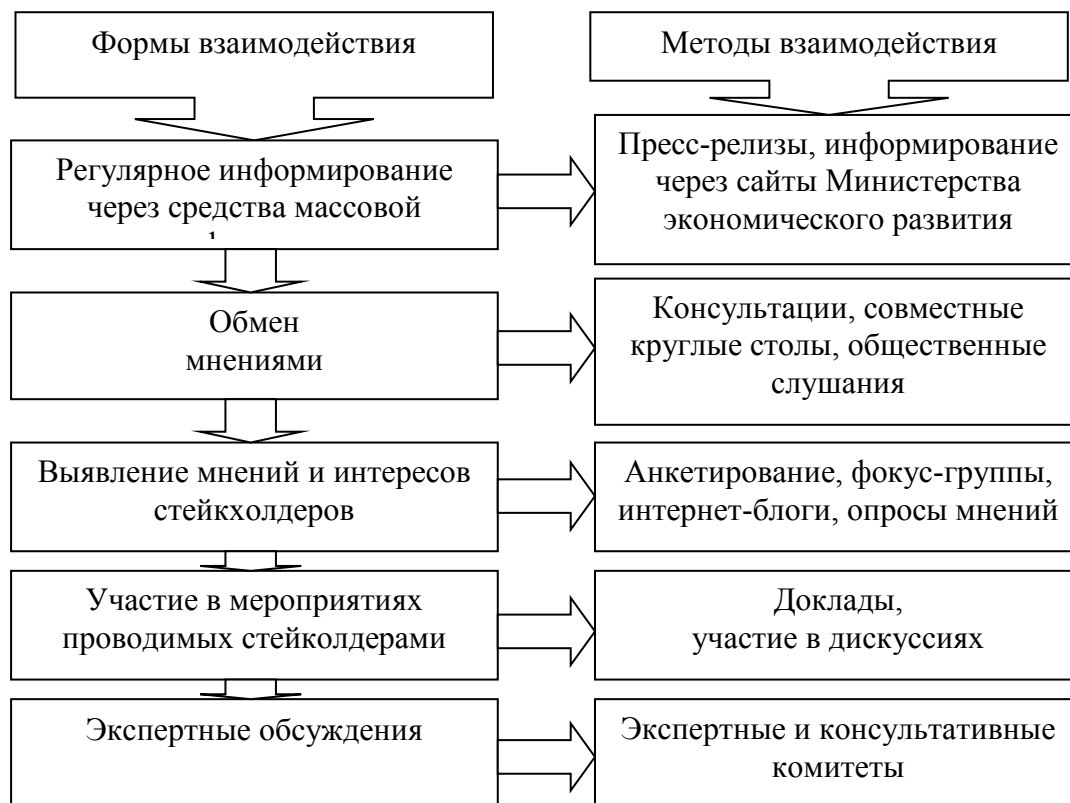 Формы взаимодействия
Методы взаимодействия
Регулярное информирование
через средства массовой
Пресс-релизы, информирование
через сайты Министерства
экономического развития
Обмен
мнениями
Консультации, совместные
круглые столы, общественные
слушания
Выявление мнений и интересов
стейкхолдеров
Анкетирование, фокус-группы,
интернет-блоги, опросы мнений
Участие в мероприятиях
проводимых стейколдерами
Доклады,
участие в дискуссиях
Экспертные обсуждения
Экспертные и консультативные
комитеты